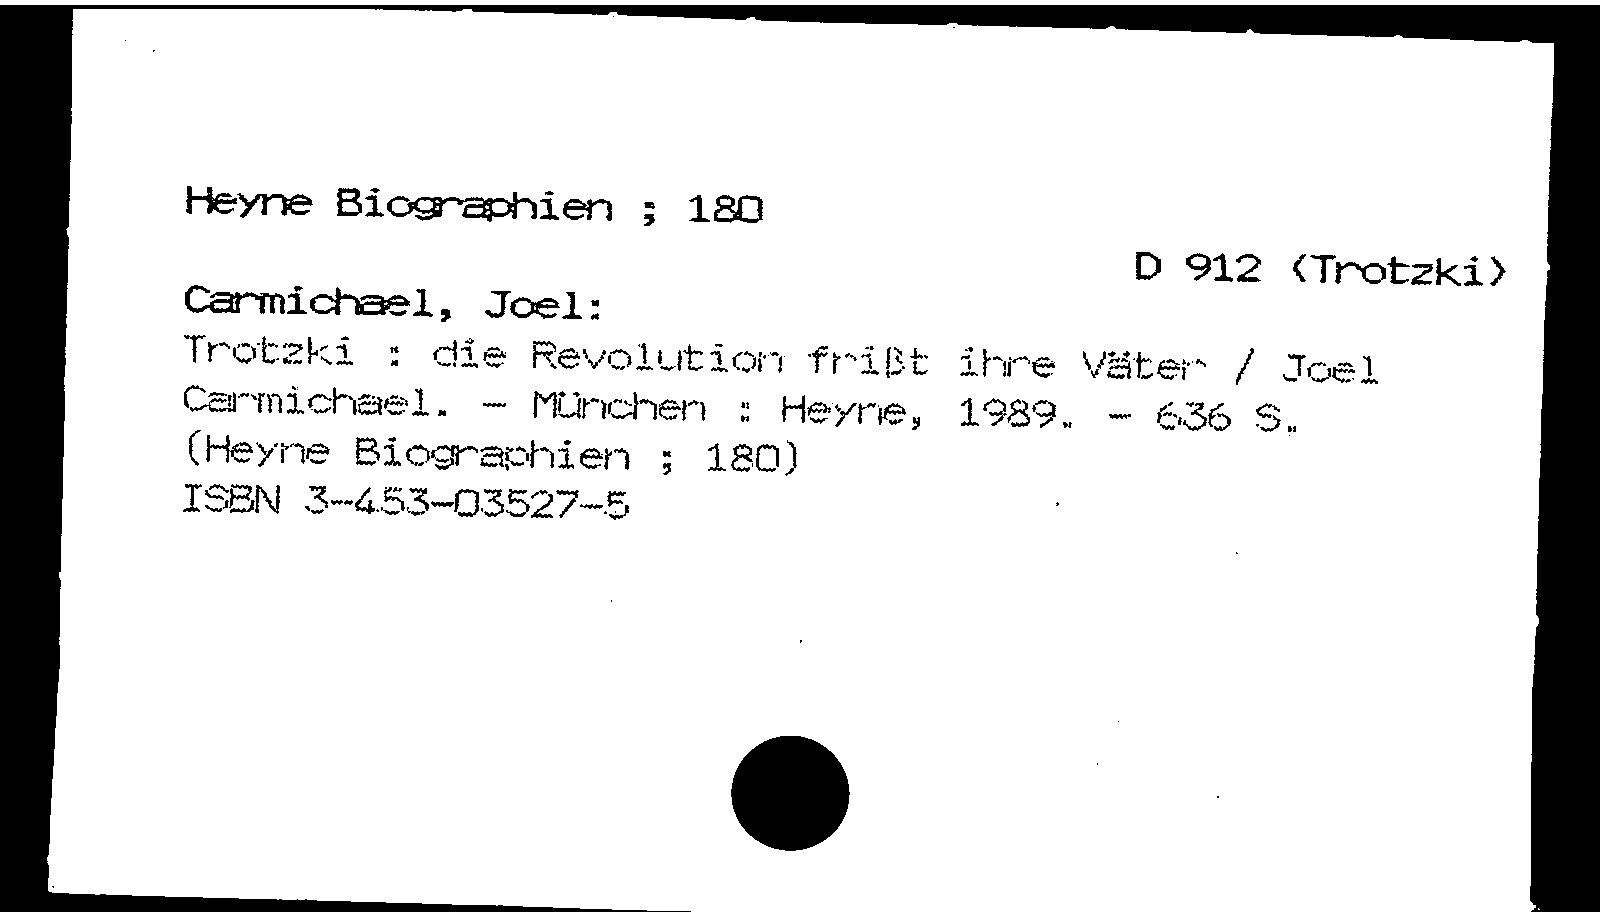 Heyne Biographien ; 180
D 912 (Trotzki)
Carmichael, Joel:
Trotzki : die Revolution frißt ihre Väter / Joel
Carmichael. - München : Heyne, 1989. - 636 S.
(Heyne Biographien ; 180)
ISBN 3-453-03527-5